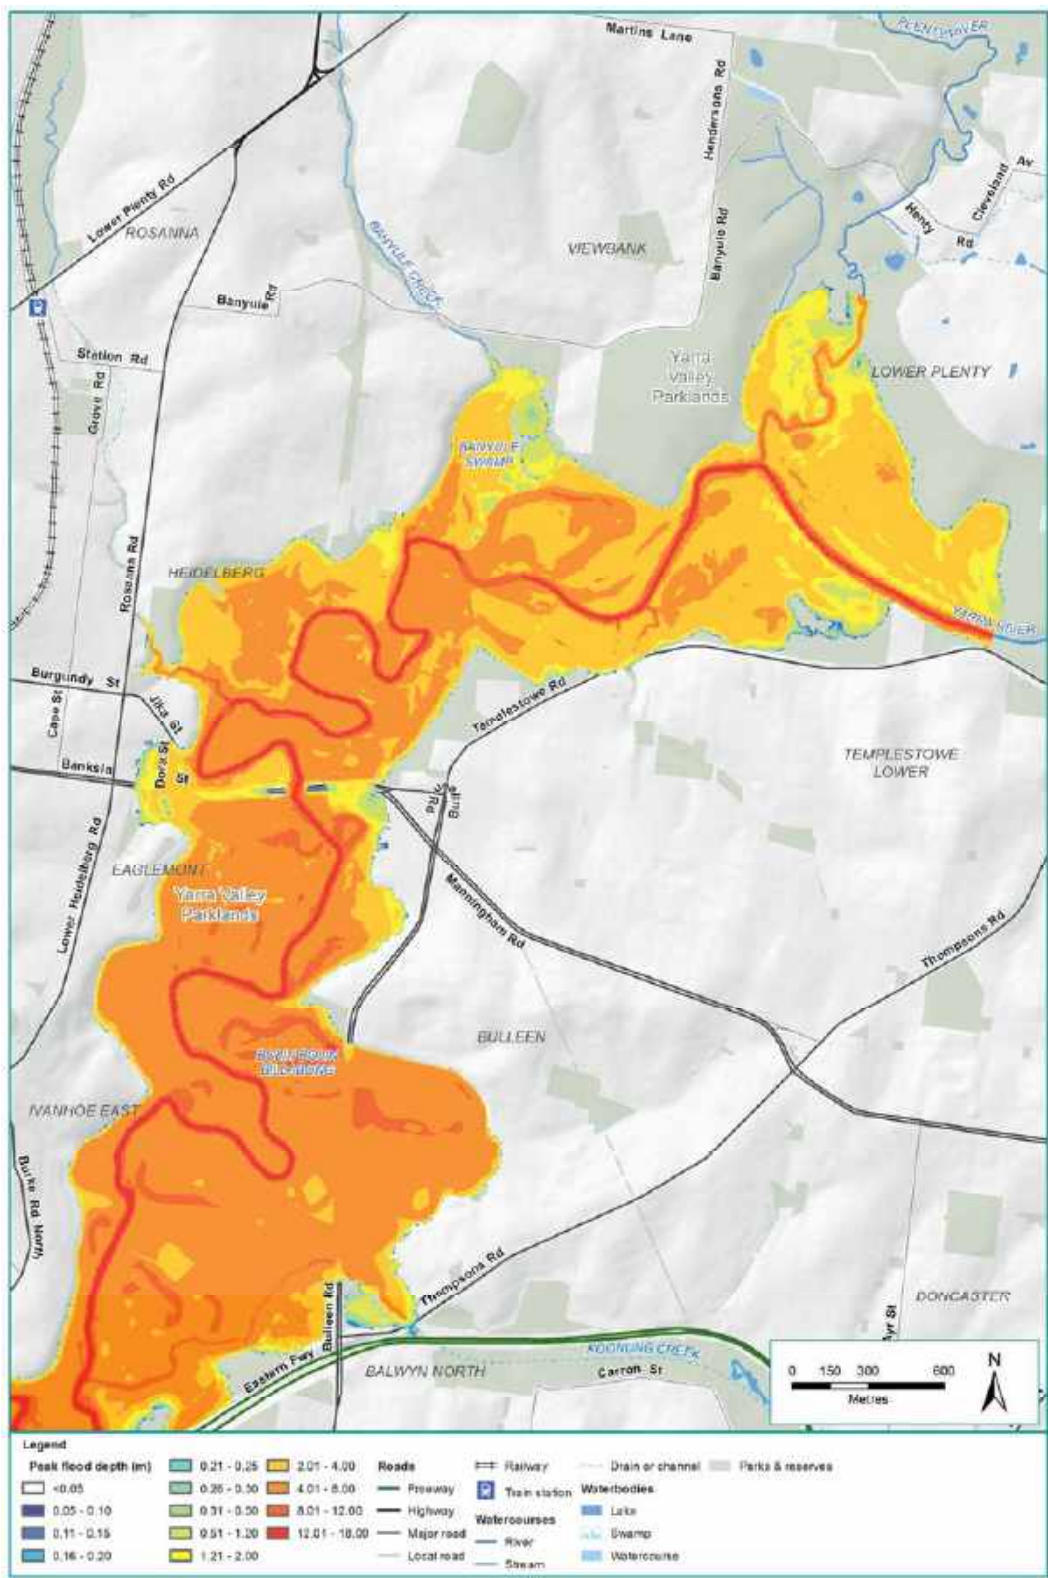 Martins Lane
PLENTY RIVER
Hendersons Rd
Cleveland Av
Lower Plenty Rd
ROSANNA
BANYULE CREEK
VIEWBANK
Banyule Rd
Henty Rd
Banyule Rd
Station Rd
Grove Rd
Yarra
Valley
Parklands
LOWER PLENTY
BANYULE
SWAMP
Rosanna Rd
HEIDELBERG
YARRA RIVER
Burgundy St
Cape St
Jika St
Templestowe Rd
Banksia St
Dora St
TEMPLESTOWE
LOWER
Lower Heidelberg Rd
EAGLEMONT
Yarra Valley
Parklands
Manningham Rd
Thompsons Rd
BULLEEN
BILLABONG
IVANHOE EAST
Burke Rd North
Thompsons Rd
Bulleen Rd
DONCASTER
Ayr St
Eastern Fwy
BALWYN NORTH
KOONUNG CREEK
Carron St
0 150 300 600
Metres
N
Legend
Peak flood depth (m)
<0.05
0.05 - 0.10
0.11 - 0.15
0.16 - 0.20
0.21 - 0.25
0.26 - 0.30
0.31 - 0.50
0.51 - 1.20
1.21 - 2.00
2.01 - 4.00
4.01 - 8.00
8.01 - 12.00
12.01 - 18.00
Roads
Freeway
Highway
Major road
Local road
Railway
Train station
Watercourses
River
Stream
Drain or channel
Waterbodies
Lake
Swamp
Watercourse
Parks & reserves